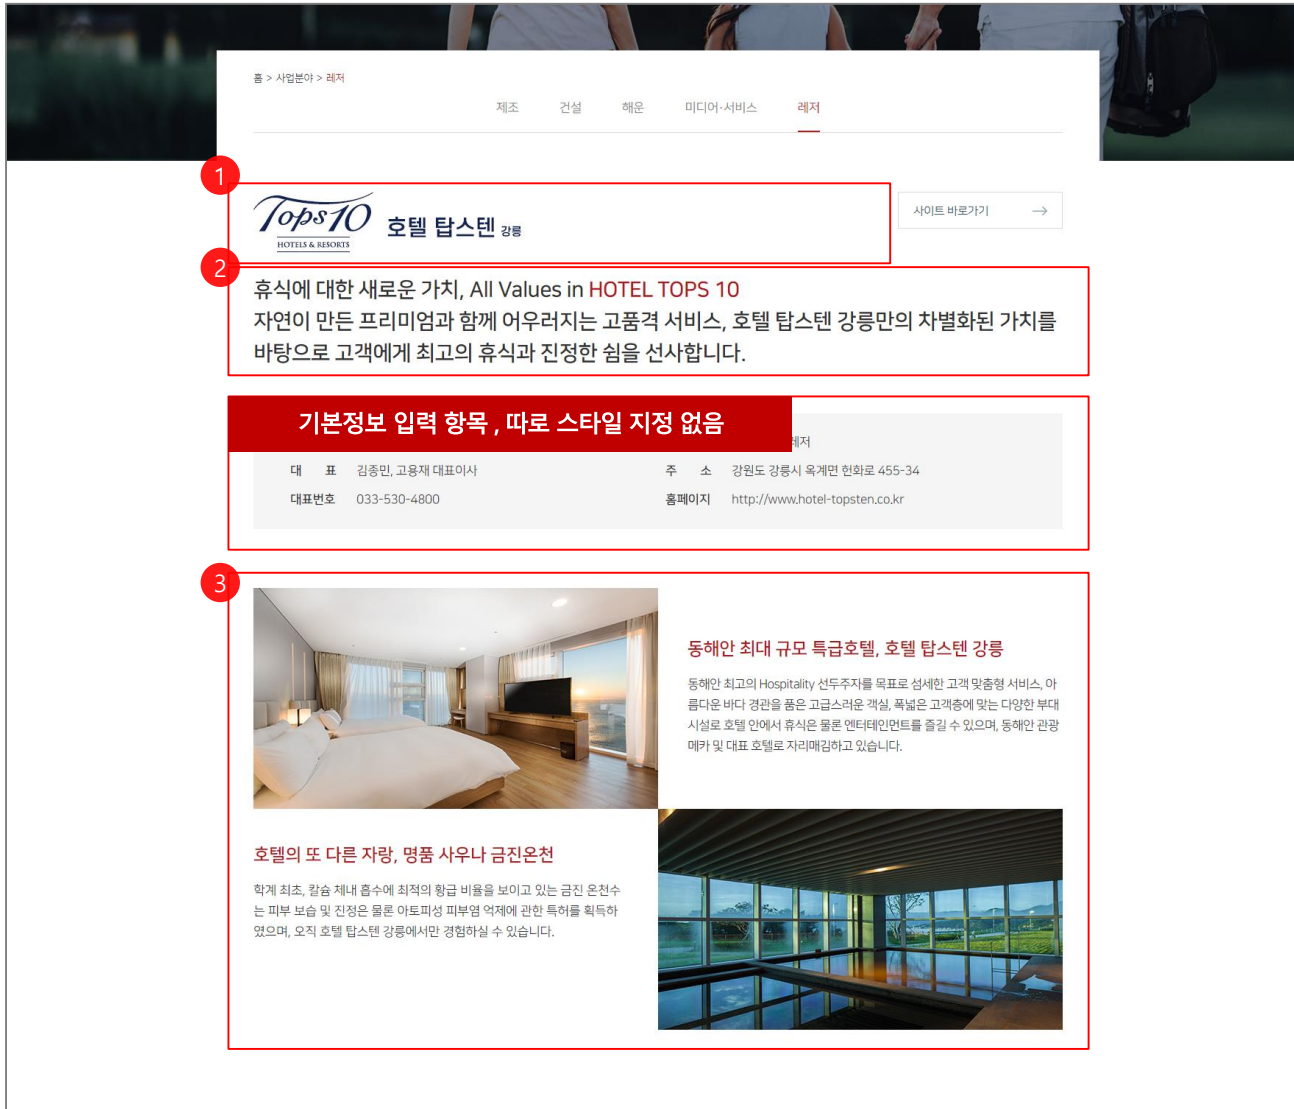 홈 > 사업분야 > 레저
제조 건설 해운 미디어·서비스 레저
1
Tops10
HOTELS & RESORTS
호텔 탑스텐 강릉
사이트 바로가기
2
휴식에 대한 새로운 가치, All Values in HOTEL TOPS 10
자연이 만든 프리미엄과 함께 어우러지는 고품격 서비스, 호텔 탑스텐 강릉만의 차별화된 가치를
바탕으로 고객에게 최고의 휴식과 진정한 쉼을 선사합니다.
기본정보 입력 항목 , 따로 스타일 지정 없음
레저
대 표 김종민, 고용재 대표이사
주 소 강원도 강릉시 옥계면 헌화로 455-34
대표번호 033-530-4800
홈페이지 http://www.hotel-topsten.co.kr
3
동해안 최대 규모 특급호텔, 호텔 탑스텐 강릉
동해안 최고의 Hospitality 선두주자를 목표로 섬세한 고객 맞춤형 서비스, 아
름다운 바다 경관을 품은 고급스러운 객실, 폭넓은 고객층에 맞는 다양한 부대
시설로 호텔 안에서 휴식은 물론 엔터테인먼트를 즐길 수 있으며, 동해안 관광
메카 및 대표 호텔로 자리매김하고 있습니다.
호텔의 또 다른 자랑, 명품 사우나 금진온천
학계 최초, 칼슘 체내 흡수에 최적의 황급 비율을 보이고 있는 금진 온천수
는 피부 보습 및 진정은 물론 아토피성 피부염 억제에 관한 특허를 획득하
였으며, 오직 호텔 탑스텐 강릉에서만 경험하실 수 있습니다.